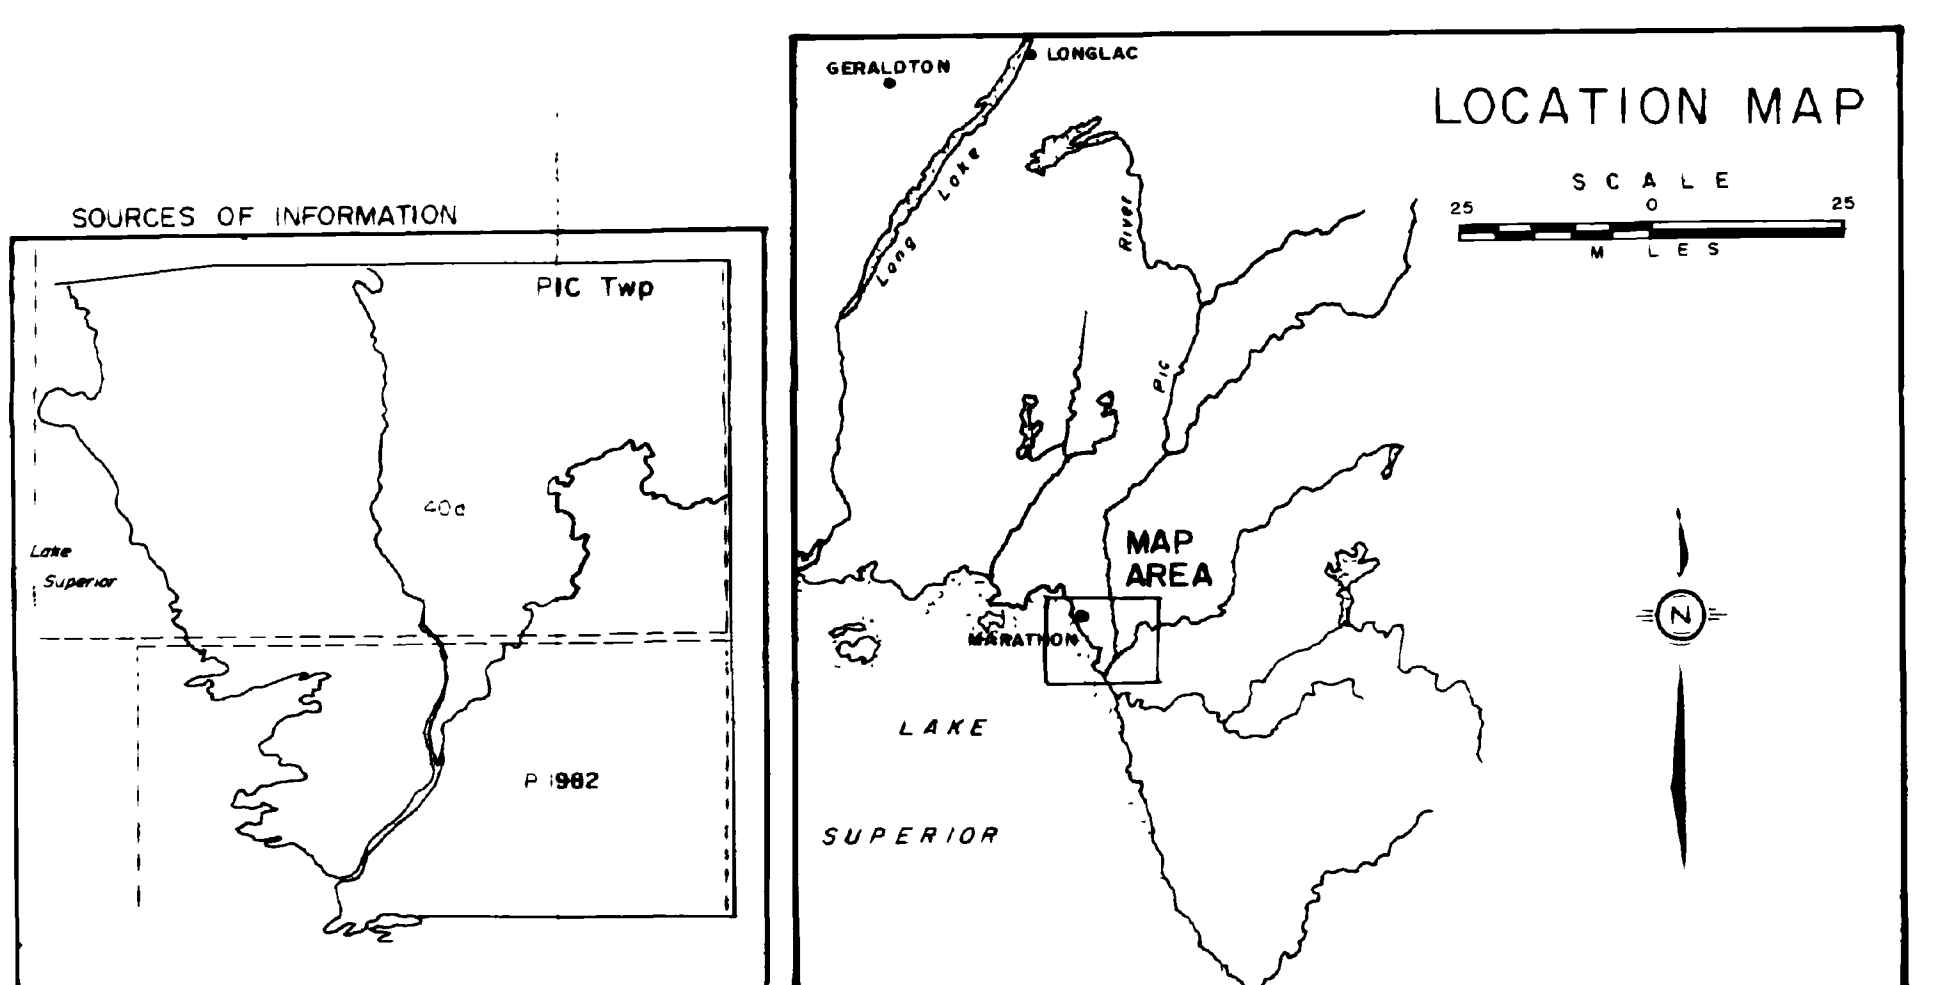 SOURCES OF INFORMATION
PIC Twp
40c
Lake
Superior
P 1982
GERALDTON
LONGLAC
LOCATION MAP
SCALE
25 0 25
M LES
Long Lake
River
Pic
MAP
AREA
MARATHON
N
LAKE
SUPERIOR